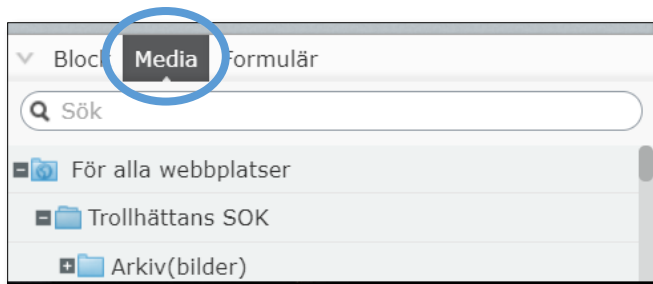 Block Media Formulär
Sök
För alla webbplatser
Trollhättans SOK
Arkiv(bilder)